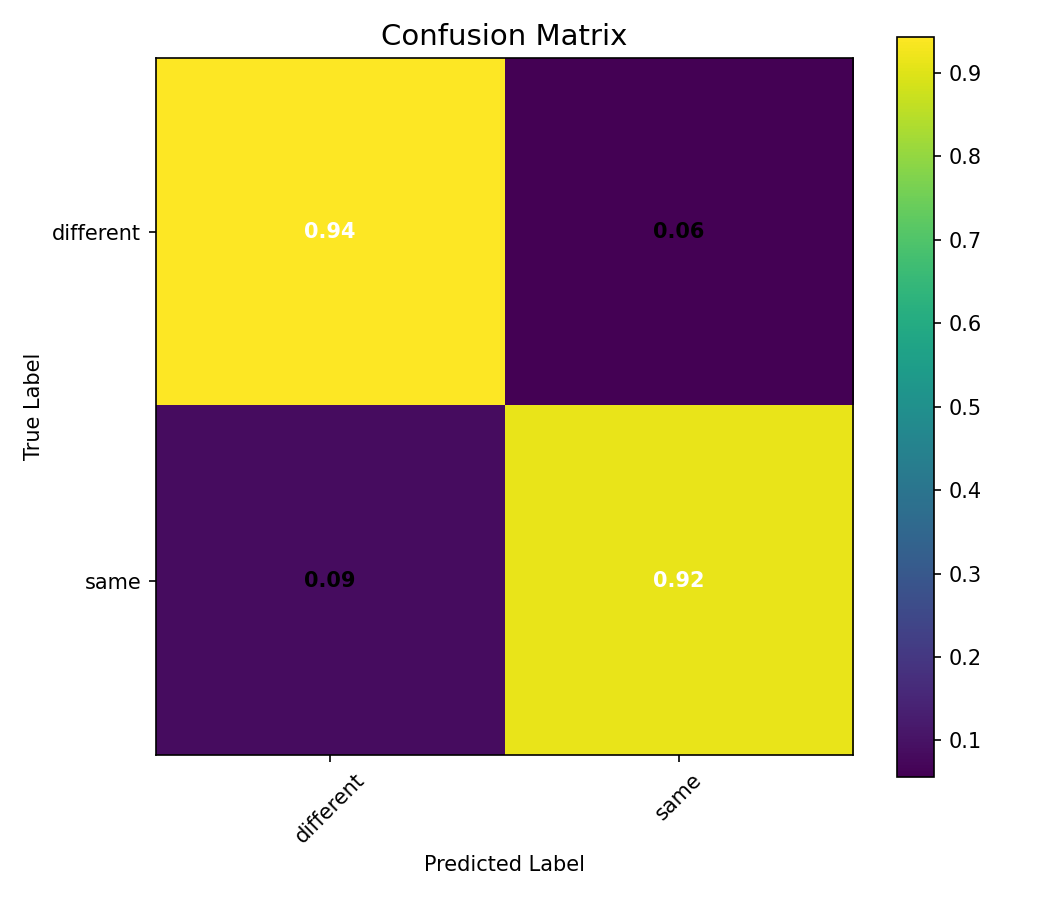 Confusion Matrix
different
0.94
0.06
same
0.09
0.92
different
same
Predicted Label
True Label
0.9
0.8
0.7
0.6
0.5
0.4
0.3
0.2
0.1